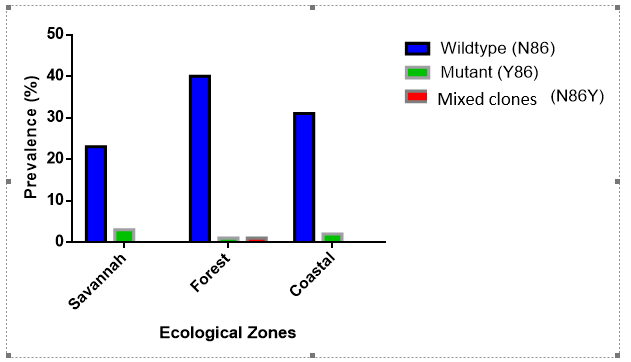 50
40
30
20
10
0
Prevalence (%)
Savannah
Forest
Coastal
Ecological Zones
Wildtype (N86)
Mutant (Y86)
Mixed clones (N86Y)